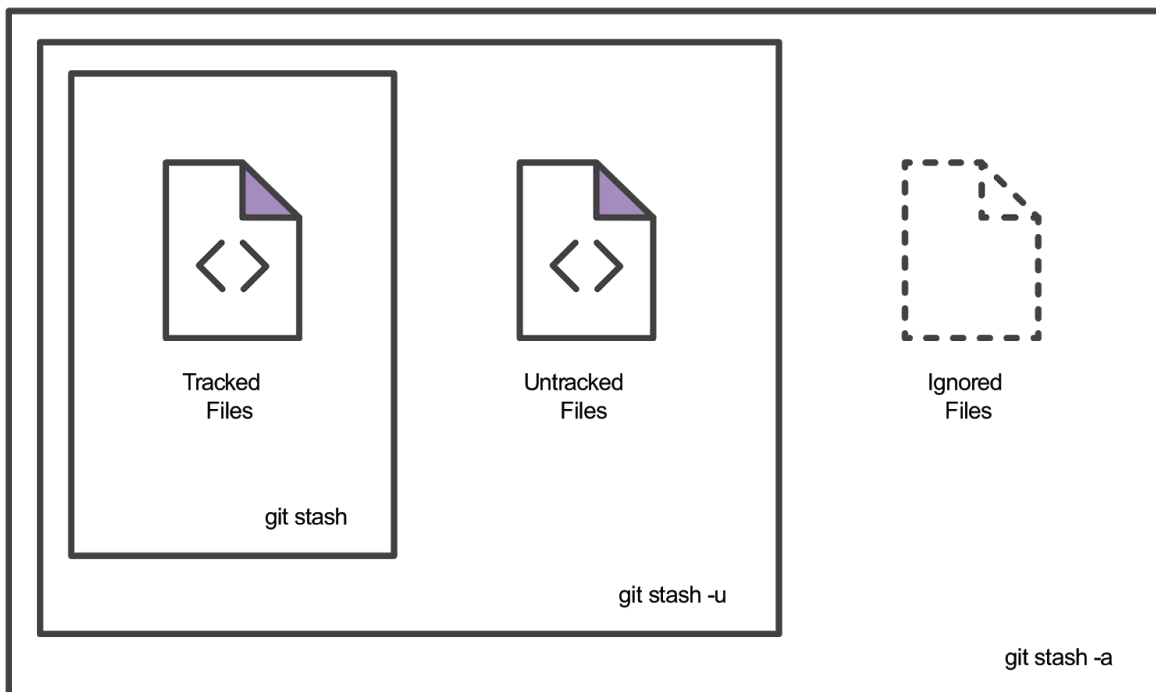 Tracked
Files
Untracked
Files
Ignored
Files
git stash
git stash -u
git stash -a